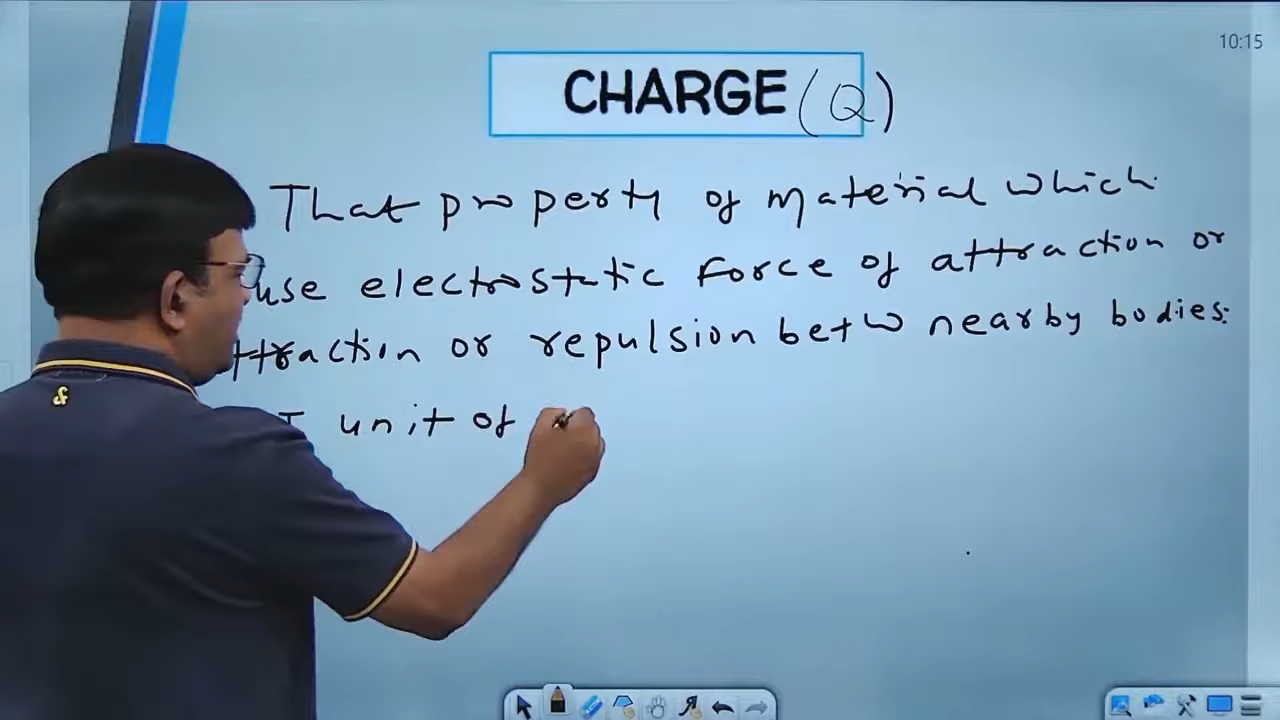 10:15
CHARGE (Q)
That property of material which
use electrostatic force of attraction or
ttraction or repulsion betw nearby bodies.
I unit of